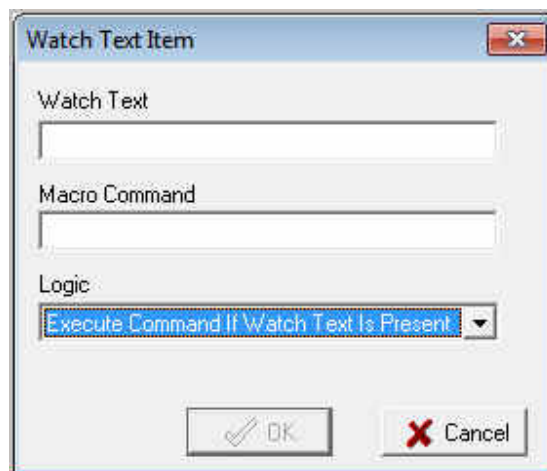 Watch Text Item
Watch Text
Macro Command
Logic
Execute Command If Watch Text Is Present
OK Cancel